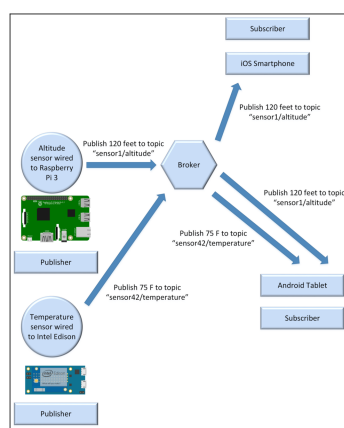 Subscriber
iOS Smartphone
Publish 120 feet to topic
"sensor1/altitude"
Altitude
sensor wired
to Raspberry
Pi 3
Publish 120 feet to topic
"sensor1/altitude"
Broker
Publish 120 feet to topic
"sensor1/altitude"
Publish 75 F to topic
"sensor42/temperature"
Publisher
Publish 75 F to topic
"sensor42/temperature"
Android Tablet
Temperature
sensor wired
to Intel Edison
Subscriber
Publisher